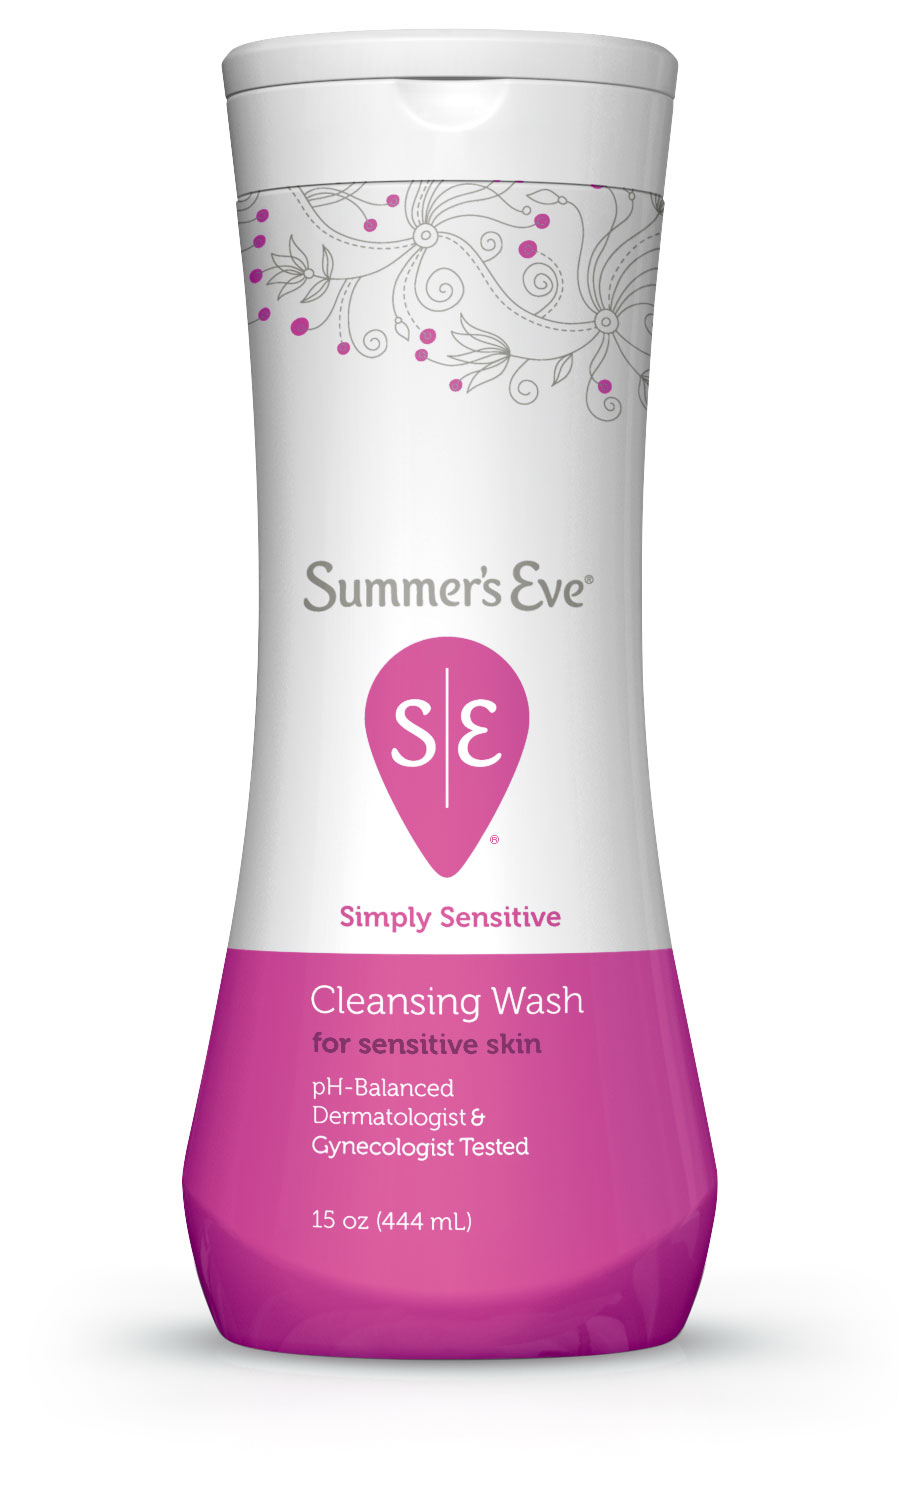 Summer's Eve®
S|E
®
Simply Sensitive
Cleansing Wash
for sensitive skin
pH-Balanced
Dermatologist &
Gynecologist Tested
15 oz (444 mL)